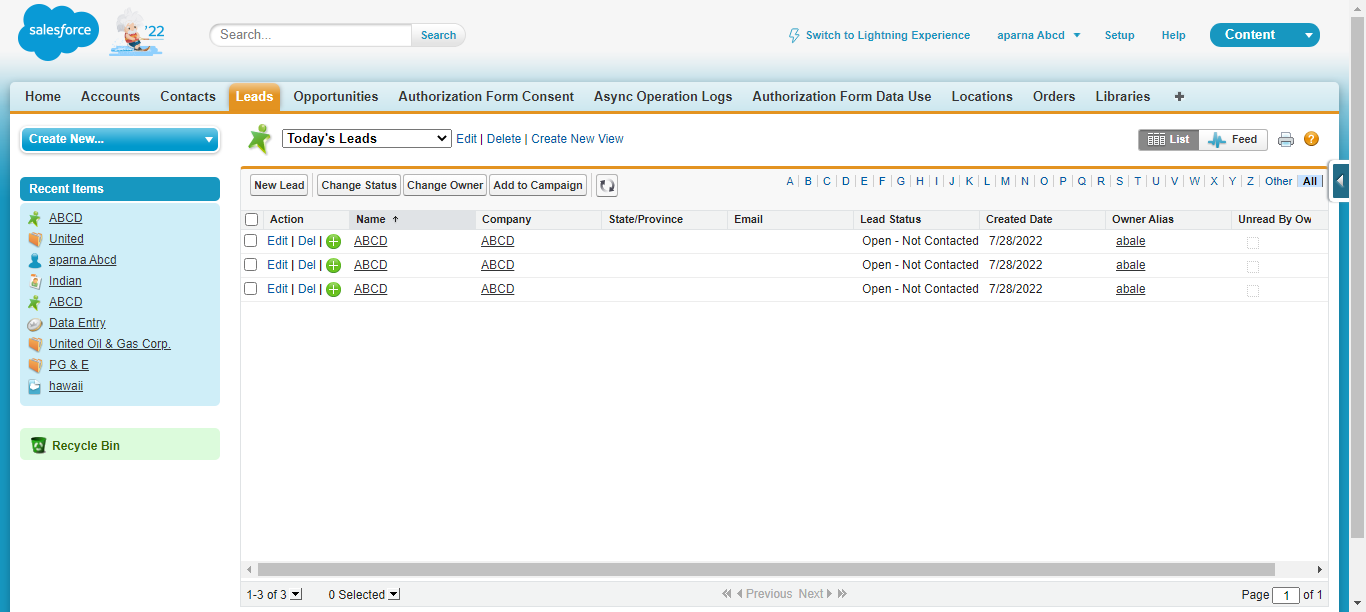 salesforce
'22
Search...
Search
Switch to Lightning Experience
aparna Abcd
Setup
Help
Content
Home Accounts Contacts Leads Opportunities Authorization Form Consent Async Operation Logs Authorization Form Data Use Locations Orders Libraries +
Create New...
Recent Items
ABCD
United
aparna Abcd
Indian
ABCD
Data Entry
United Oil & Gas Corp.
PG & E
hawaii
Recycle Bin
Today's Leads Edit | Delete | Create New View
List Feed ?
New Lead Change Status Change Owner Add to Campaign
A | B | C | D | E | F | G | H | I | J | K | L | M | N | O | P | Q | R | S | T | U | V | W | X | Y | Z | Other | All |
Action Name Company State/Province Email Lead Status Created Date Owner Alias Unread By Ow
Edit | Del | ABCD ABCD Open - Not Contacted 7/28/2022 abale
Edit | Del | ABCD ABCD Open - Not Contacted 7/28/2022 abale
Edit | Del | ABCD ABCD Open - Not Contacted 7/28/2022 abale
1-3 of 3 0 Selected Previous Next Page 1 of 1